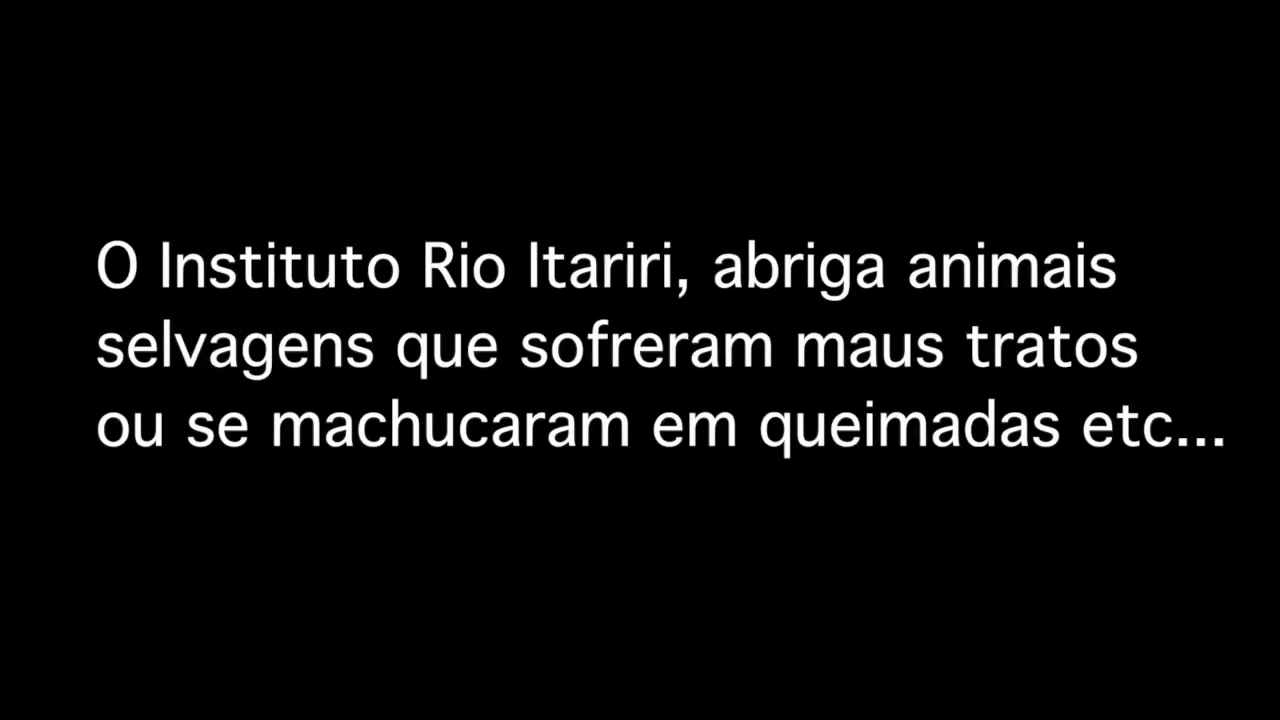 O Instituto Rio Itariri, abriga animais
selvagens que sofreram maus tratos
ou se machucaram em queimadas etc...